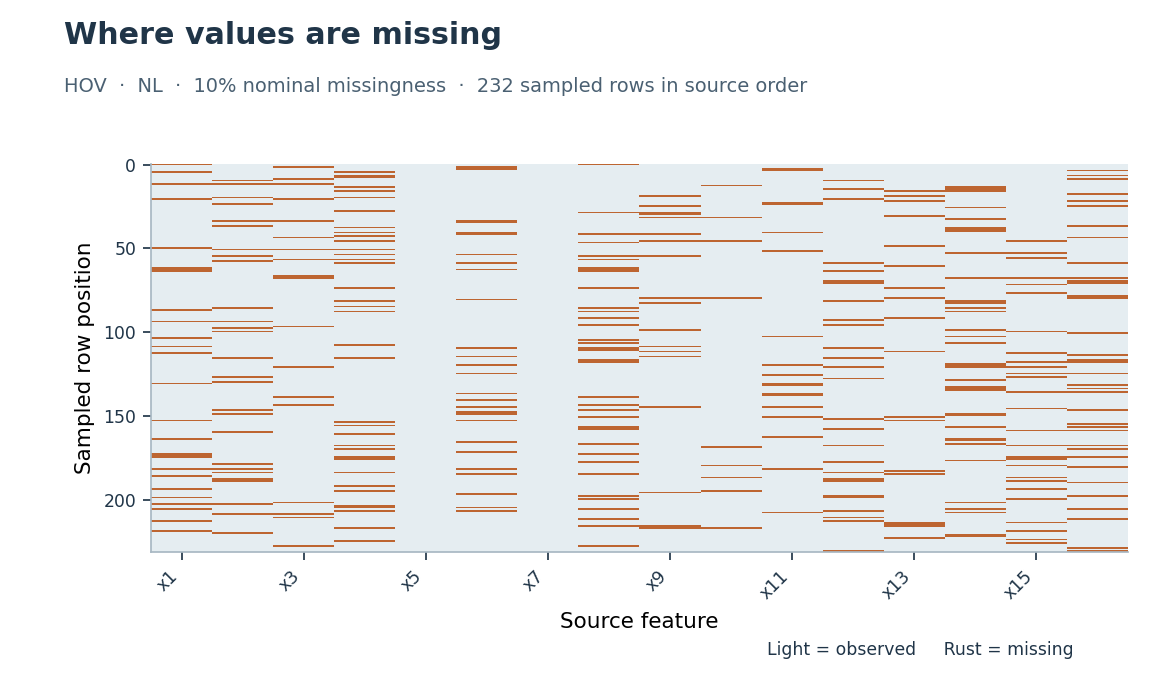 Where values are missing
HOV · NL · 10% nominal missingness · 232 sampled rows in source order
Sampled row position
0
50
100
150
200
x1
x3
x5
x7
x9
x11
x13
x15
Source feature
Light = observed Rust = missing